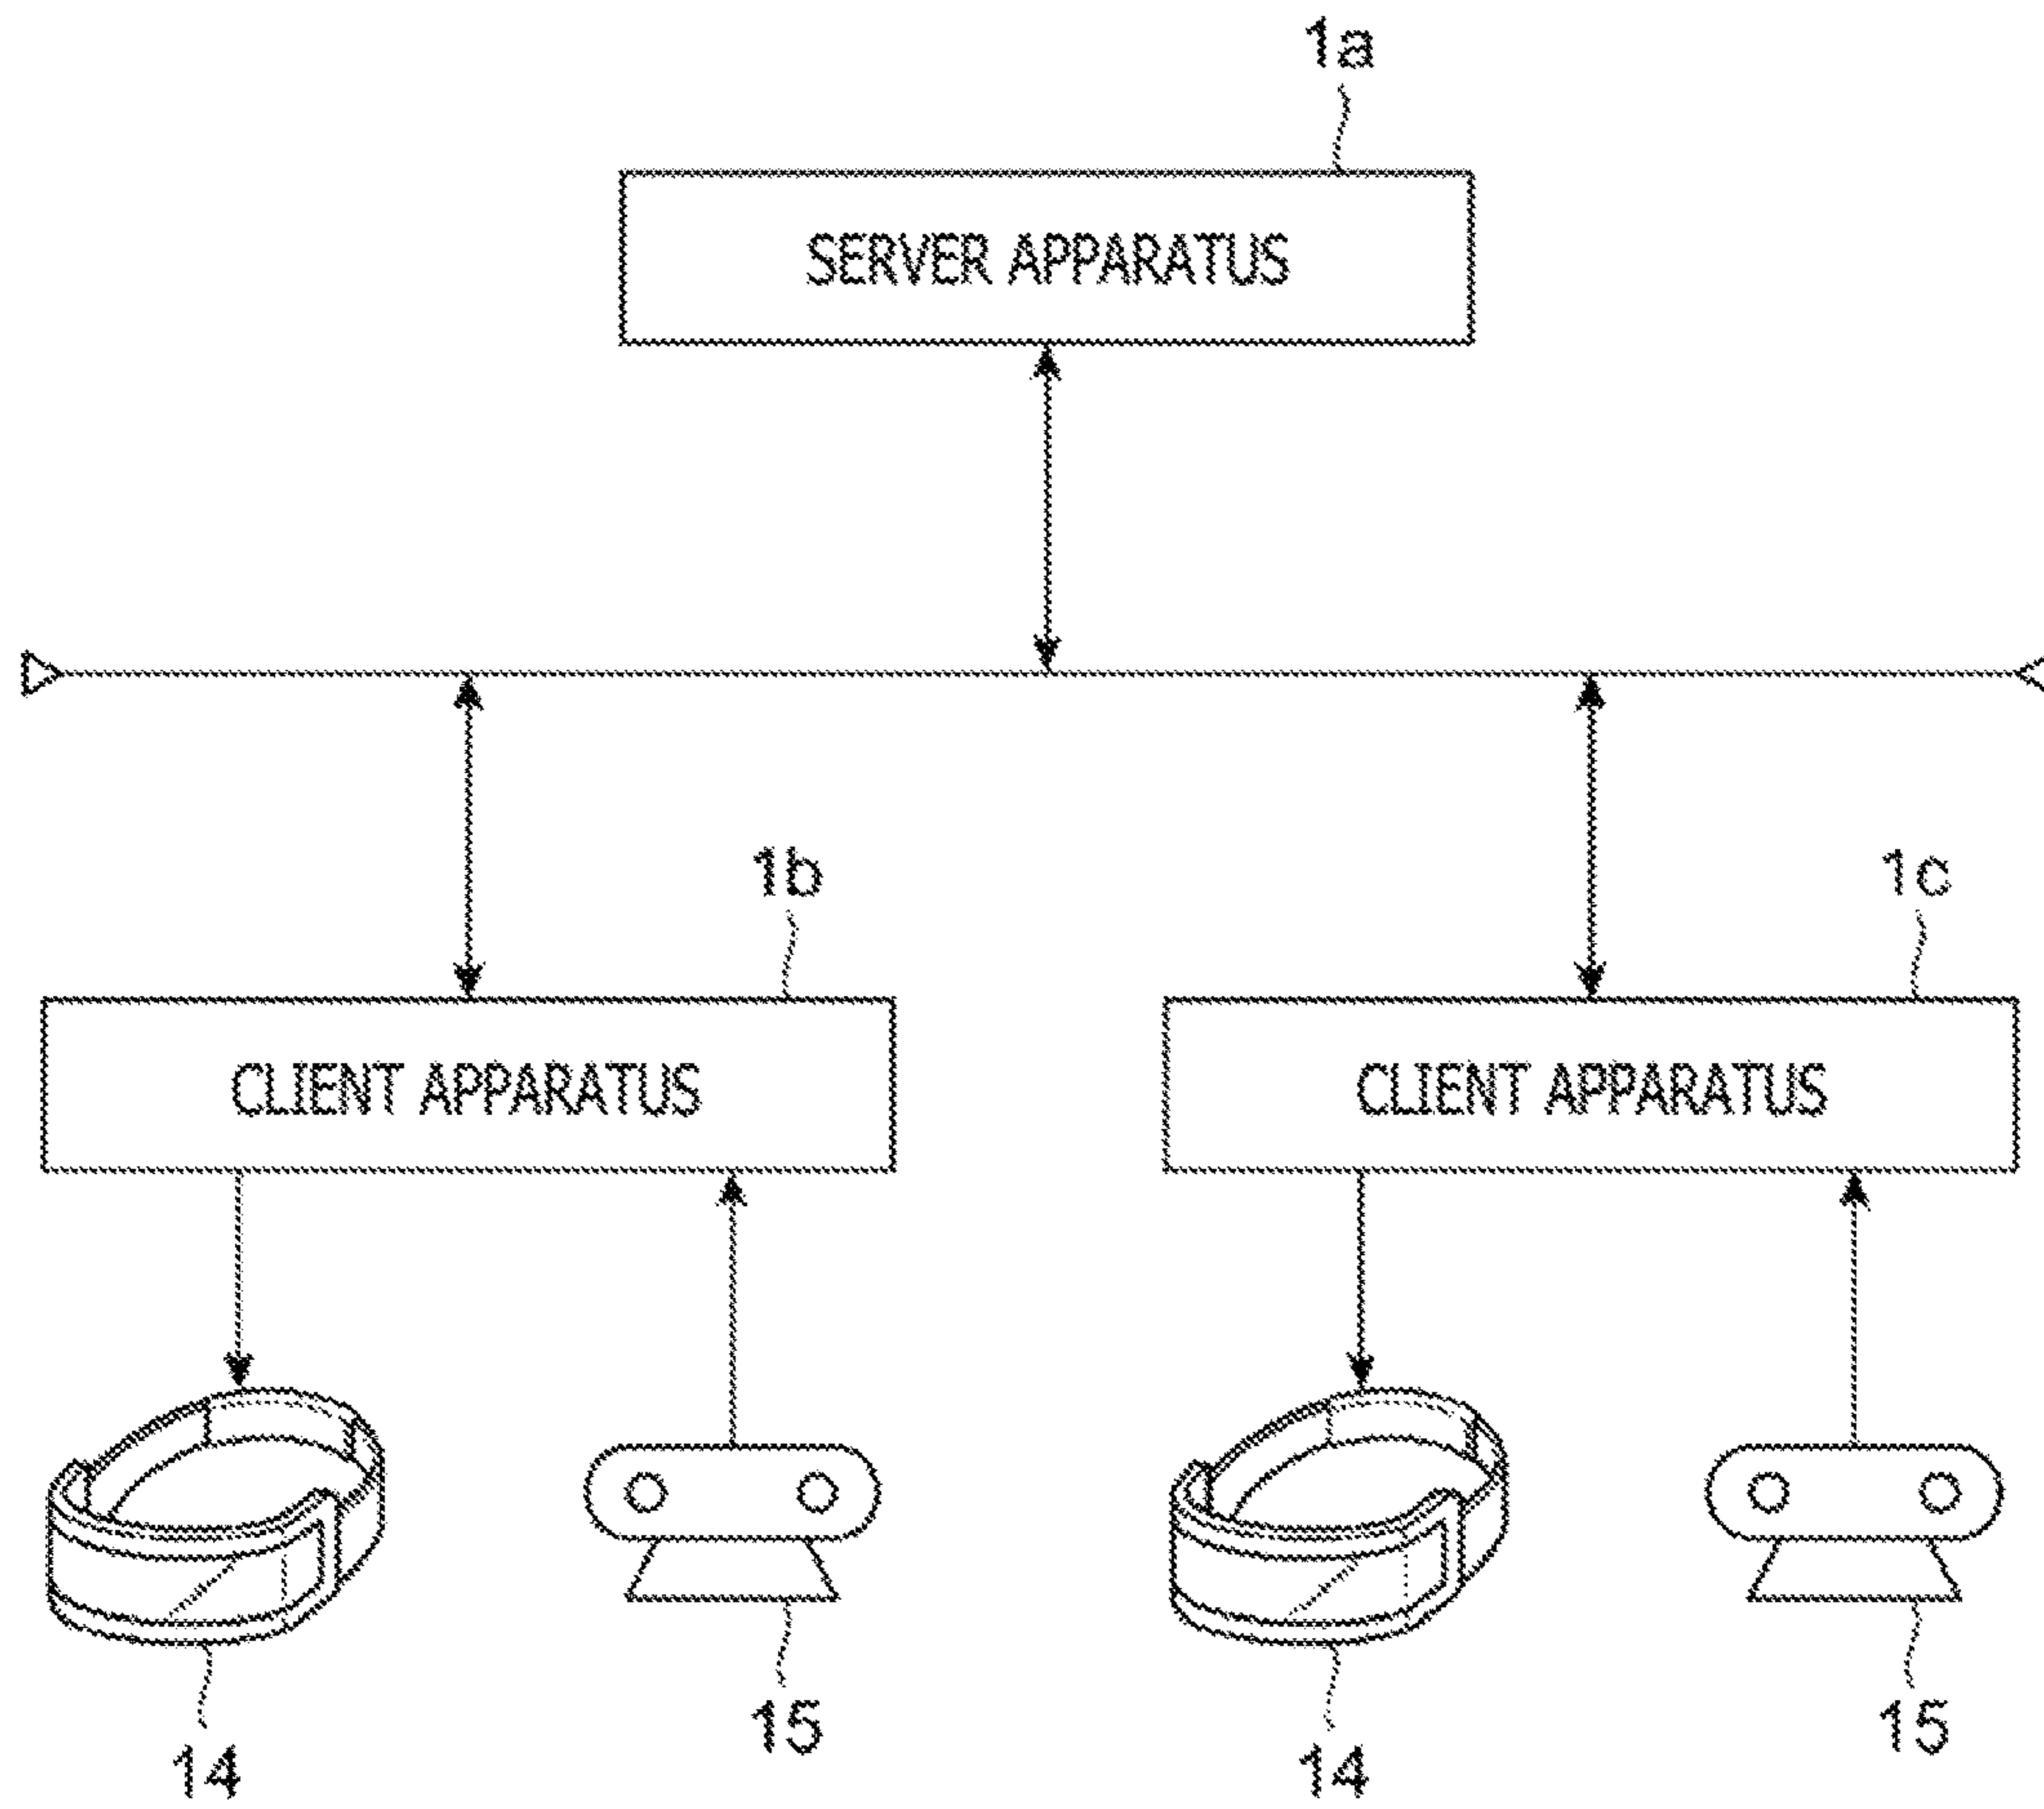 1a
SERVER APPARATUS
1b
1c
CLIENT APPARATUS
CLIENT APPARATUS
15
15
14
14